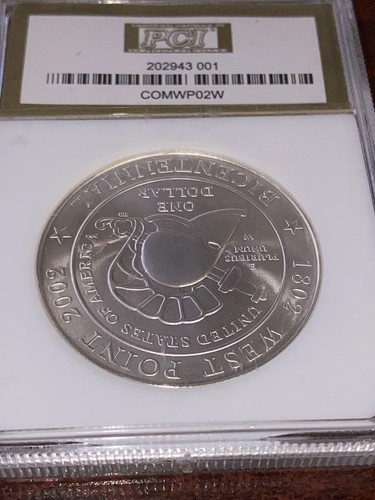 PCI
202943 001
COMWP02W
BICENTENNIAL
1802 WEST POINT 2002
UNITED STATES OF AMERICA
ONE
DOLLAR
E
PLURIBUS
UNUM
W